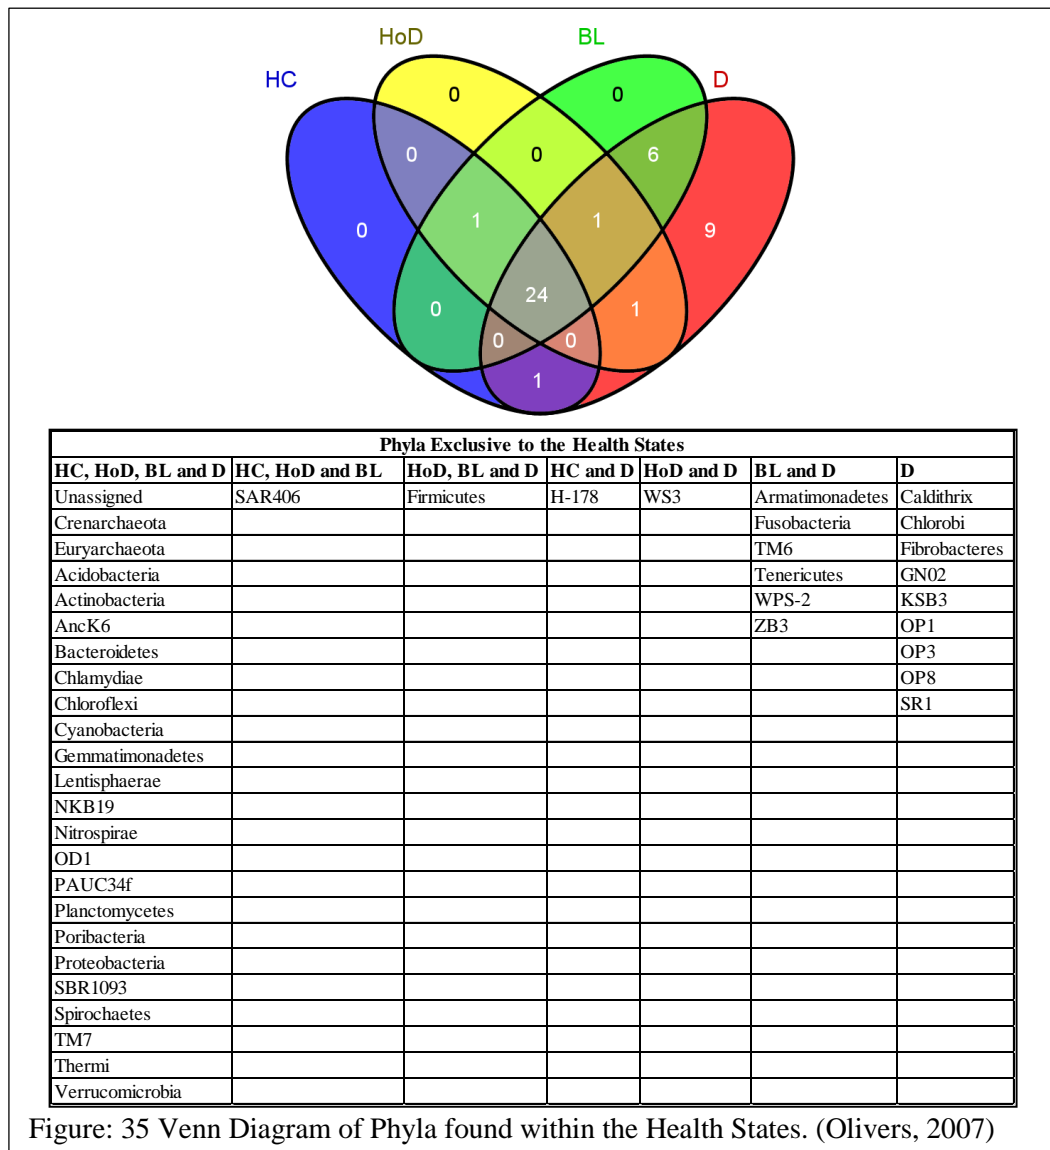 HoD BL
HC D
0 0
0 0 6
0 1 1 9
24
0 1
0 0
1
Phyla Exclusive to the Health States
HC, HoD, BL and D HC, HoD and BL HoD, BL and D HC and D HoD and D BL and D D
Unassigned SAR406 Firmicutes H-178 WS3 Armatimonadetes Caldithrix
Crenarchaeota Fusobacteria Chlorobi
Euryarchaeota TM6 Fibrobacteres
Acidobacteria Tenericutes GN02
Actinobacteria WPS-2 KSB3
AncK6 ZB3 OP1
Bacteroidetes OP3
Chlamydiae OP8
Chloroflexi SR1
Cyanobacteria
Gemmatimonadetes
Lentisphaerae
NKB19
Nitrospirae
OD1
PAUC34f
Planctomycetes
Poribacteria
Proteobacteria
SBR1093
Spirochaetes
TM7
Thermi
Verrucomicrobia
Figure: 35 Venn Diagram of Phyla found within the Health States. (Olivers, 2007)